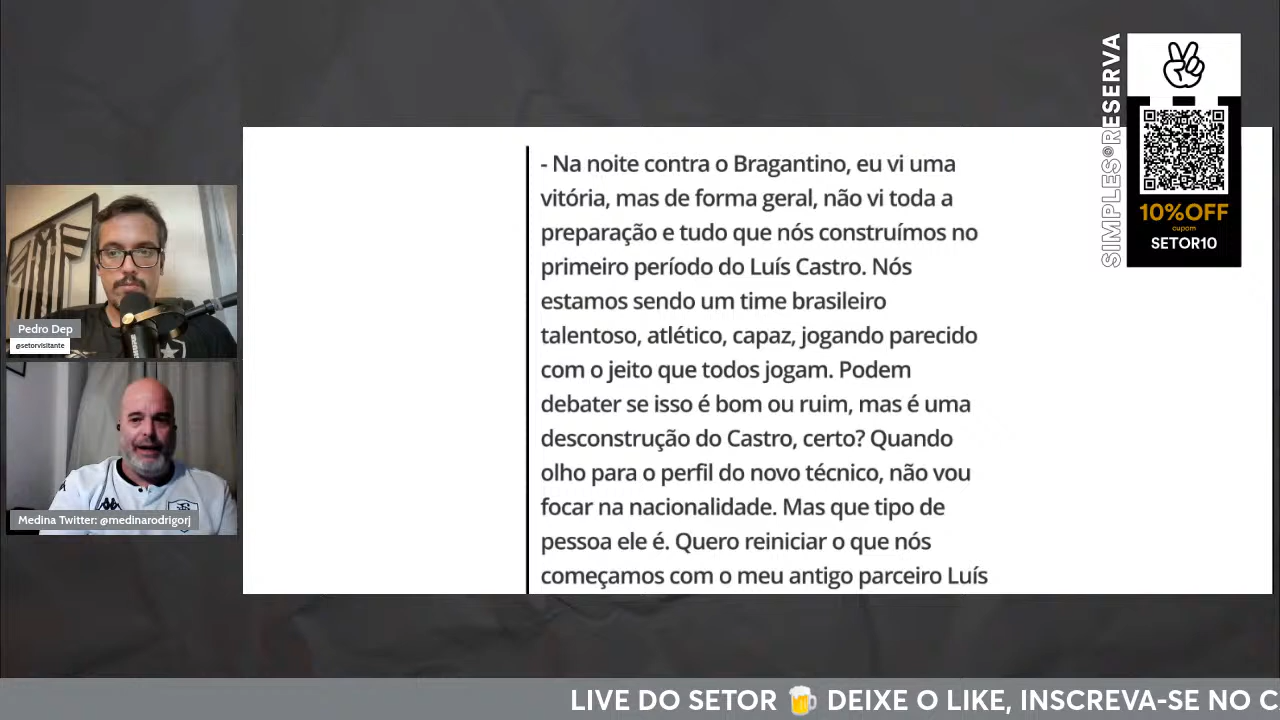 SIMPLES®RESERVA
10%OFF
cupom
SETOR10
- Na noite contra o Bragantino, eu vi uma
vitória, mas de forma geral, não vi toda a
preparação e tudo que nós construímos no
primeiro período do Luís Castro. Nós
estamos sendo um time brasileiro
talentoso, atlético, capaz, jogando parecido
com o jeito que todos jogam. Podem
debater se isso é bom ou ruim, mas é uma
desconstrução do Castro, certo? Quando
olho para o perfil do novo técnico, não vou
focar na nacionalidade. Mas que tipo de
pessoa ele é. Quero reiniciar o que nós
começamos com o meu antigo parceiro Luís
Pedro Dep
@setorvisitante
Medina Twitter: @medinarodrigorj
LIVE DO SETOR 🍺 DEIXE O LIKE, INSCREVA-SE NO C